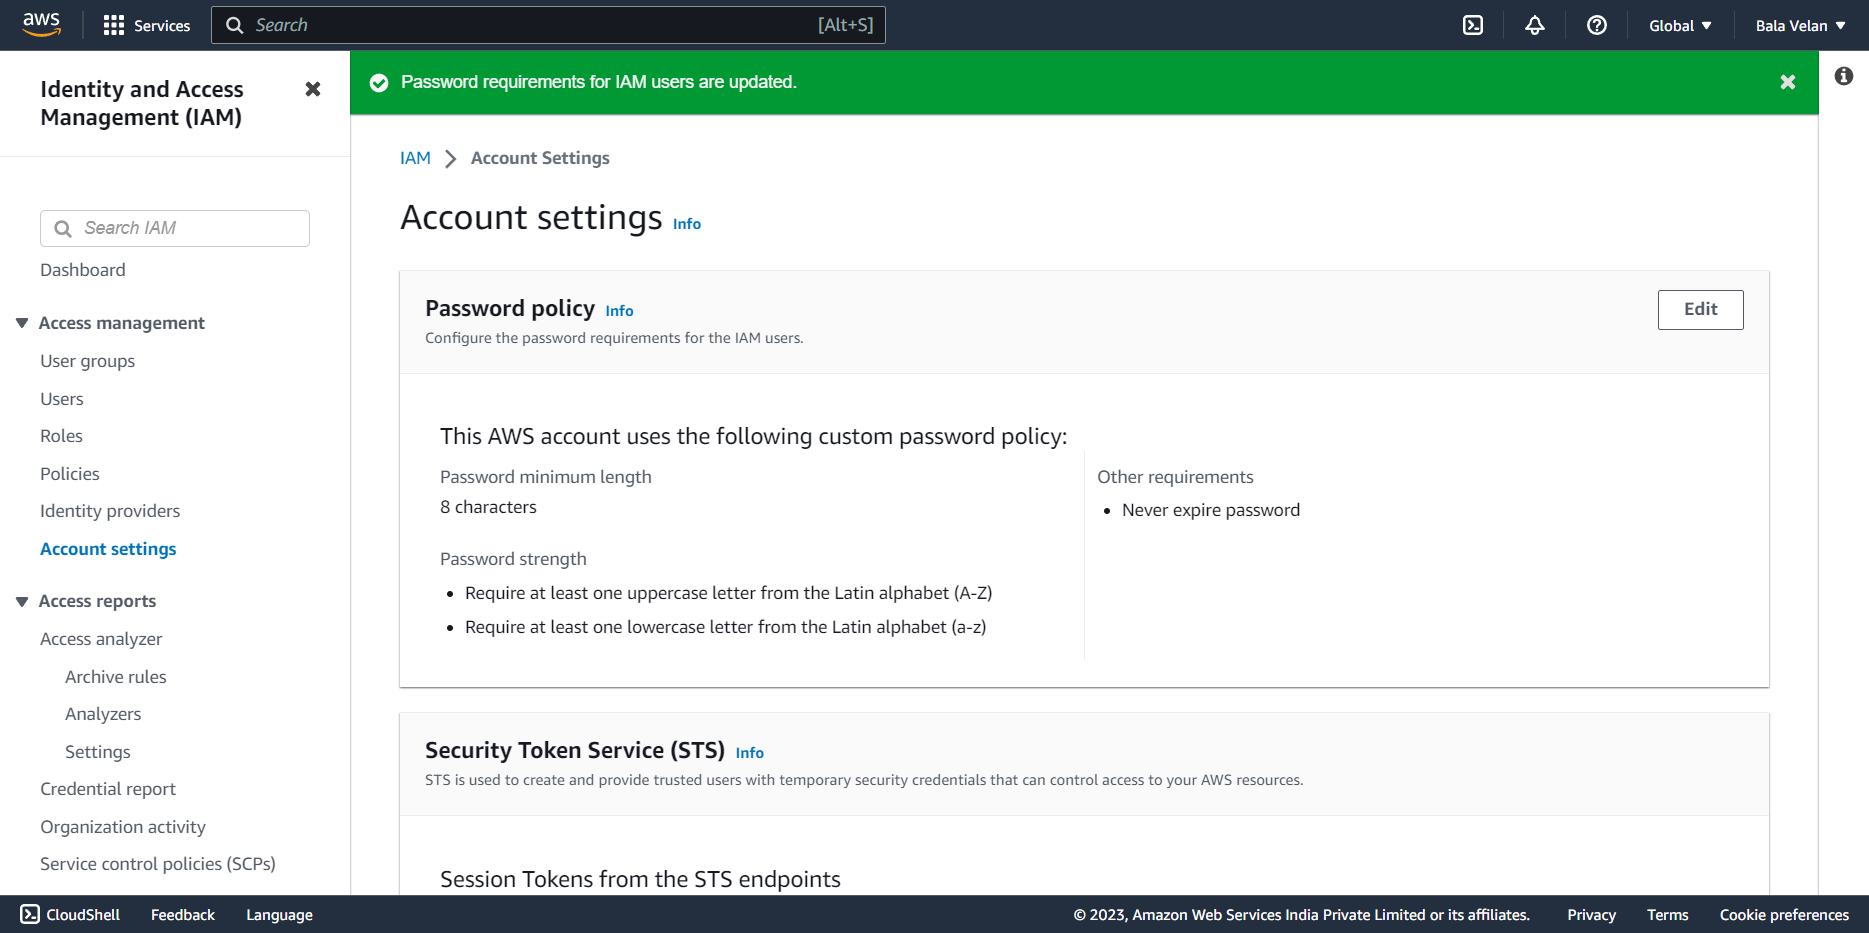 aws Services Search [Alt+S] Global Bala Velan
Identity and Access
Management (IAM)
Search IAM
Dashboard
Access management
User groups
Users
Roles
Policies
Identity providers
Account settings
Access reports
Access analyzer
Archive rules
Analyzers
Settings
Credential report
Organization activity
Service control policies (SCPs)
Password requirements for IAM users are updated.
IAM Account Settings
Account settings Info
Password policy Info
Configure the password requirements for the IAM users.
Edit
This AWS account uses the following custom password policy:
Password minimum length
8 characters
Password strength
• Require at least one uppercase letter from the Latin alphabet (A-Z)
• Require at least one lowercase letter from the Latin alphabet (a-z)
Other requirements
• Never expire password
Security Token Service (STS) Info
STS is used to create and provide trusted users with temporary security credentials that can control access to your AWS resources.
Session Tokens from the STS endpoints
CloudShell Feedback Language © 2023, Amazon Web Services India Private Limited or its affiliates. Privacy Terms Cookie preferences